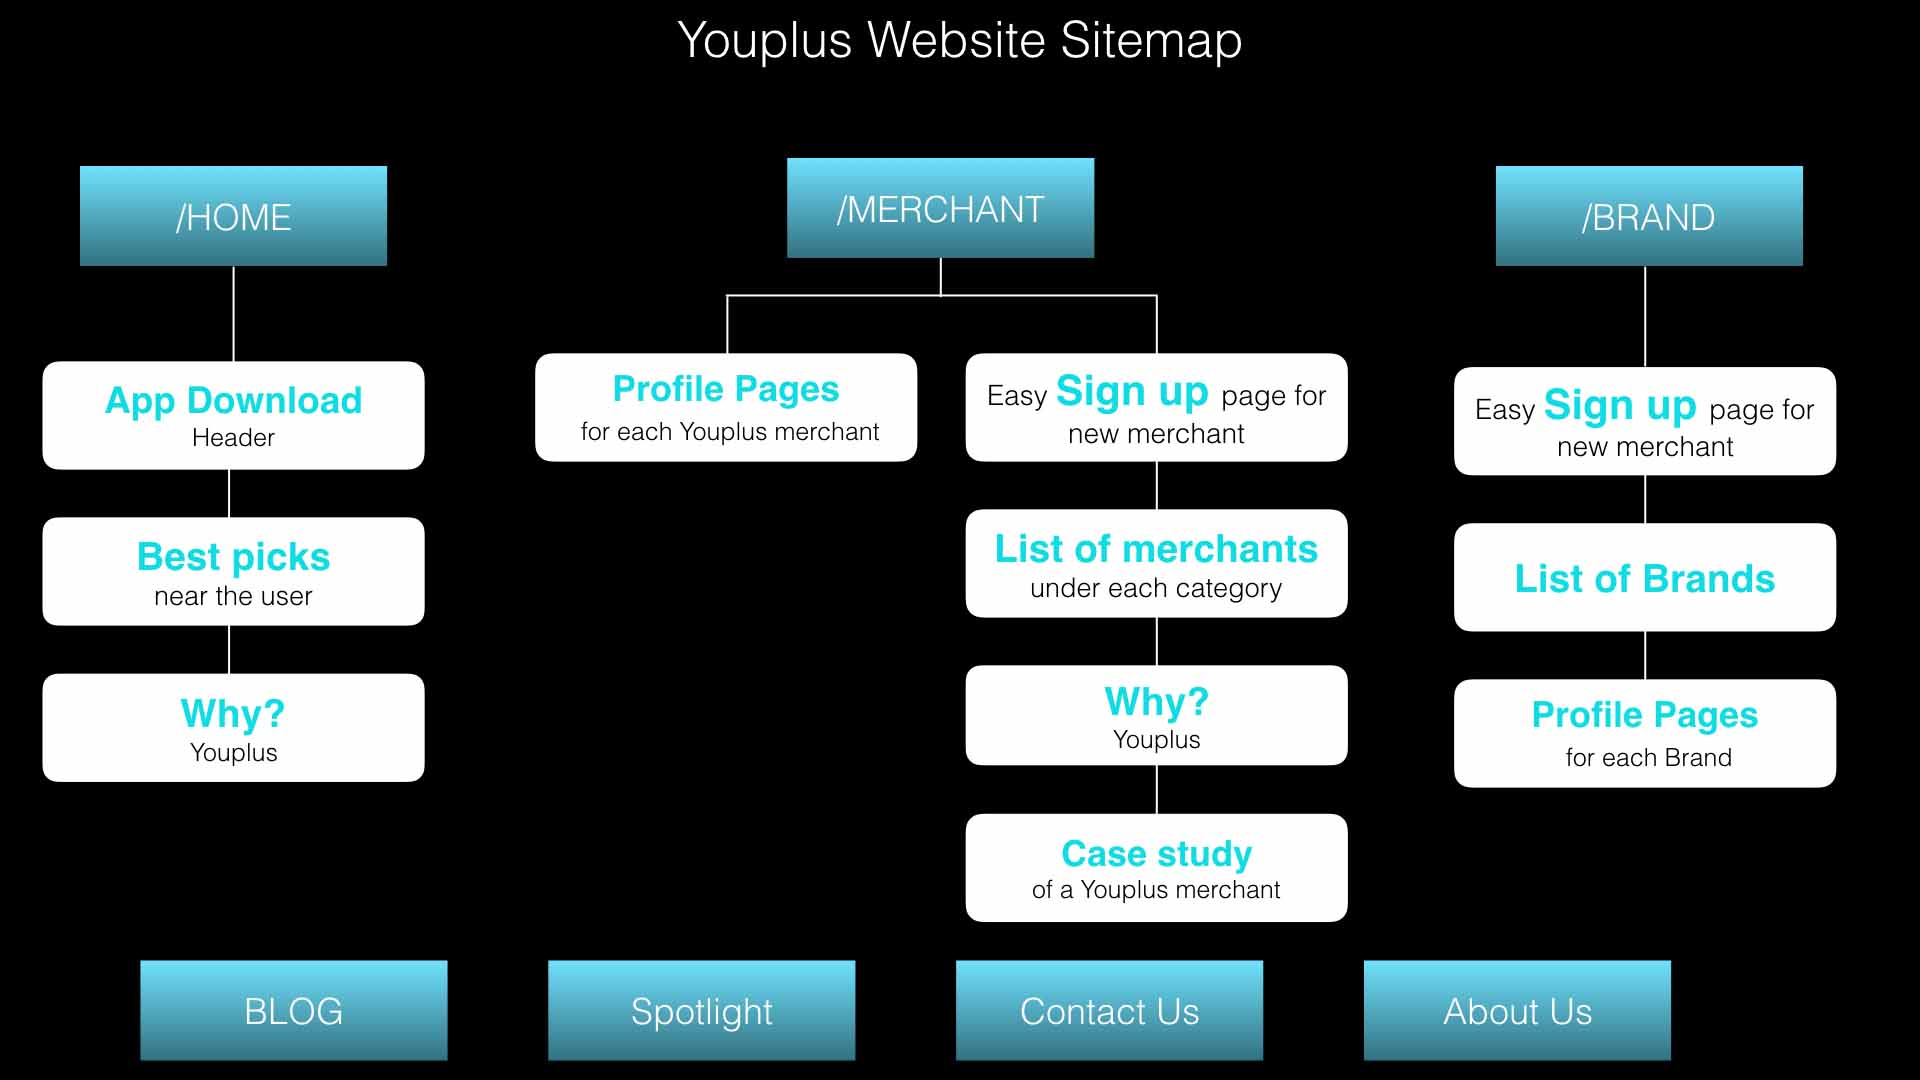 Youplus Website Sitemap
/HOME
App Download
Header
Best picks
near the user
Why?
Youplus
/MERCHANT
Profile Pages
for each Youplus merchant
Easy Sign up page for
new merchant
List of merchants
under each category
Why?
Youplus
Case study
of a Youplus merchant
/BRAND
Easy Sign up page for
new merchant
List of Brands
Profile Pages
for each Brand
BLOG
Spotlight
Contact Us
About Us